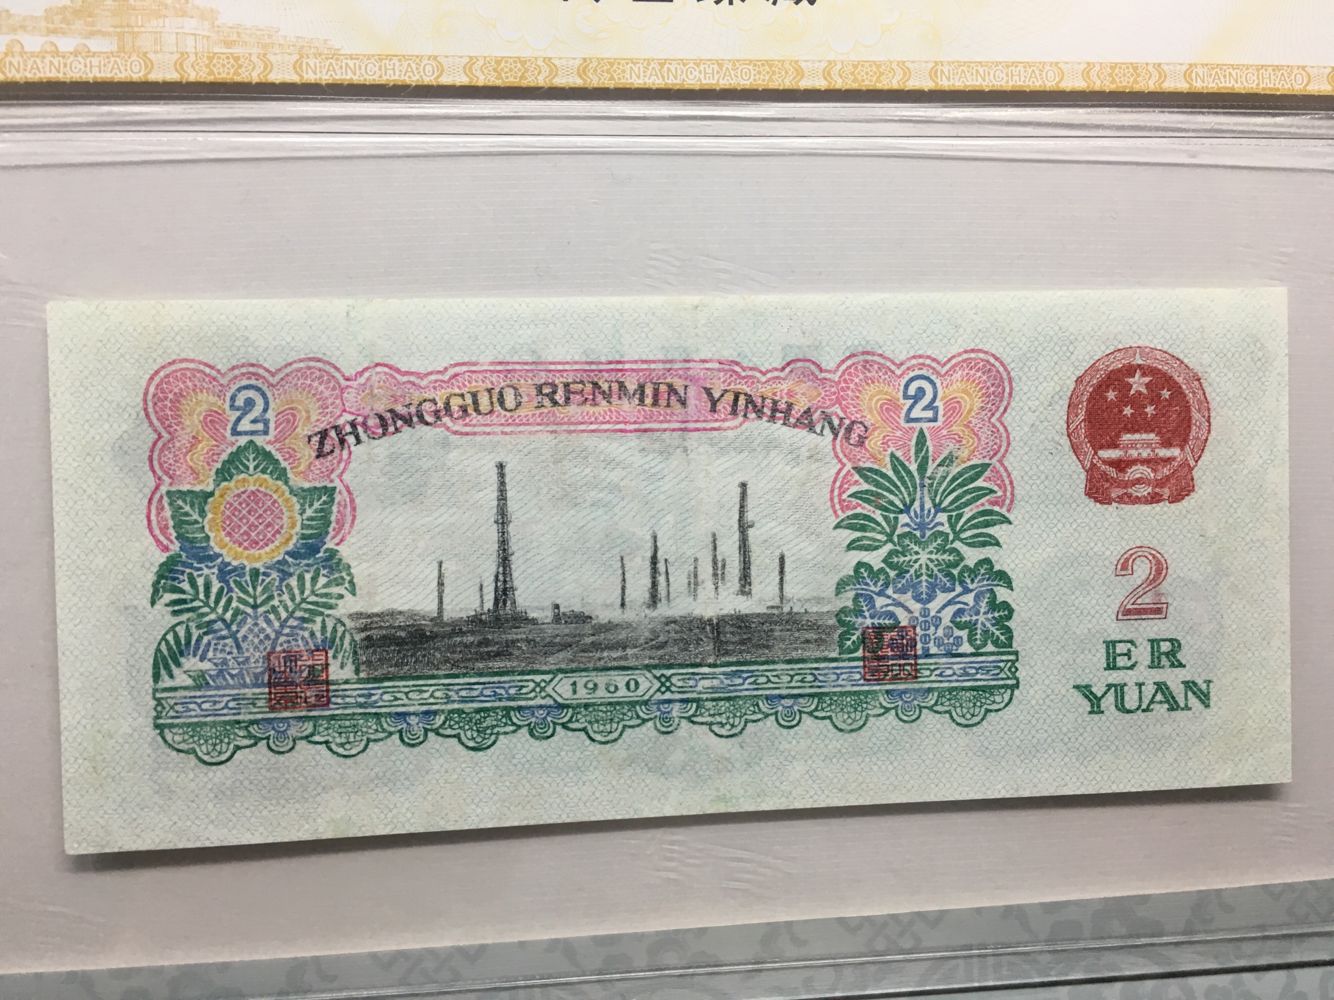 NANCHAO NANCHAO NANCHAO NANCHAO NANCHAO
2 2
ZHONGGUO RENMIN YINHANG
1960
2
ER
YUAN